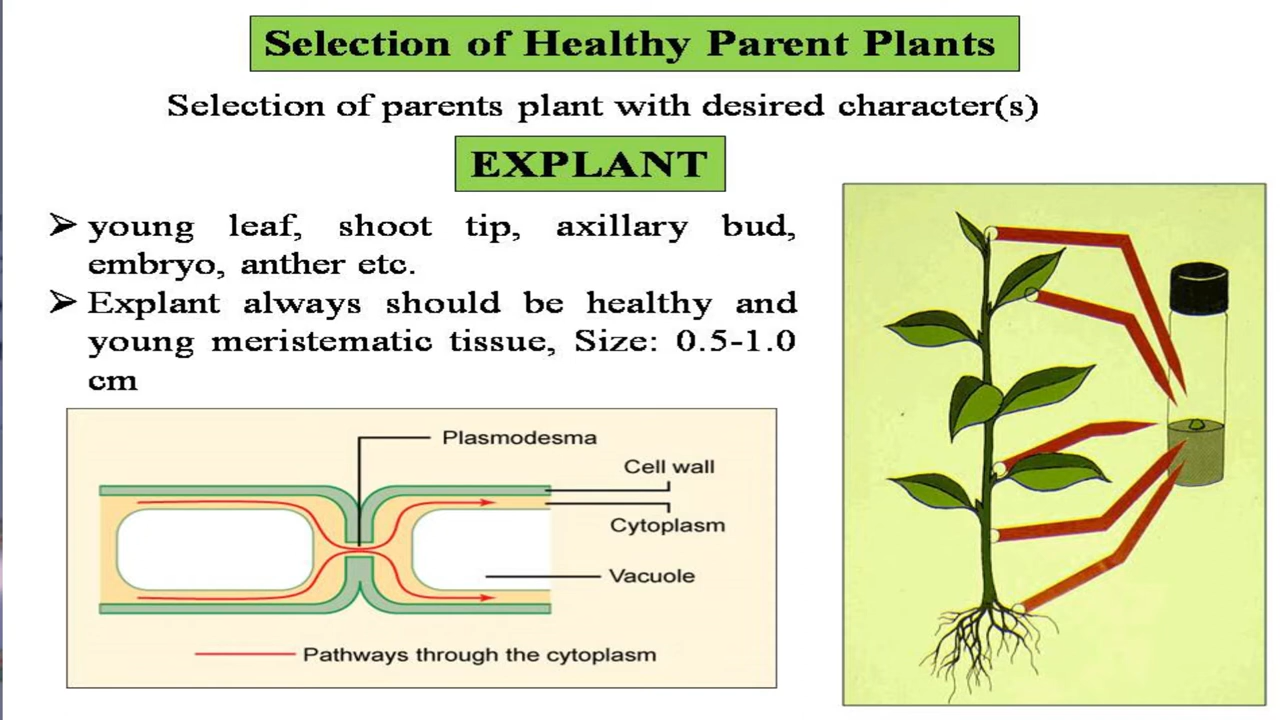 Selection of Healthy Parent Plants
Selection of parents plant with desired character(s)
EXPLANT
➢ young leaf, shoot tip, axillary bud,
embryo, anther etc.
➢ Explant always should be healthy and
young meristematic tissue, Size: 0.5-1.0
cm
Plasmodesma
Cell wall
Cytoplasm
Vacuole
Pathways through the cytoplasm